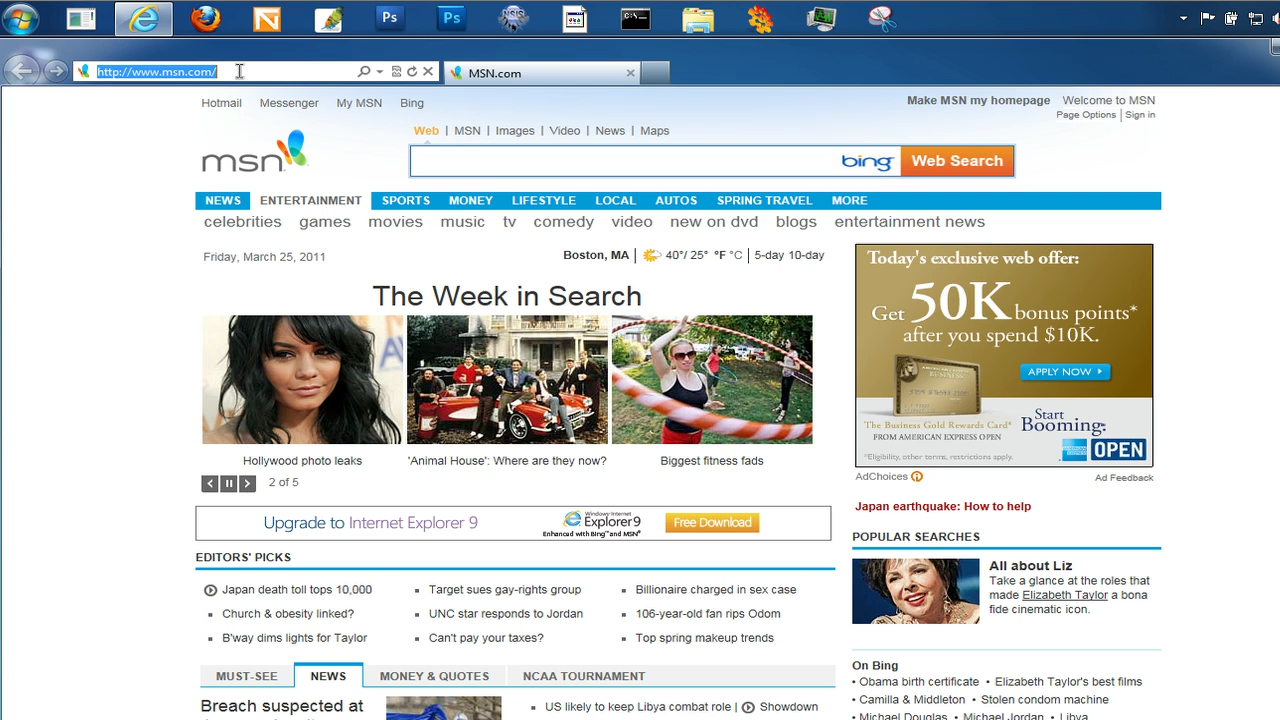 Ps
Ps
NSIS
C:\_
http://www.msn.com/
MSN.com
Hotmail Messenger My MSN Bing
Make MSN my homepage Welcome to MSN
Page Options | Sign in
Web | MSN | Images | Video | News | Maps
msn
bing Web Search
NEWS ENTERTAINMENT SPORTS MONEY LIFESTYLE LOCAL AUTOS SPRING TRAVEL MORE
celebrities games movies music tv comedy video new on dvd blogs entertainment news
Friday, March 25, 2011
Boston, MA | 40°/ 25° °F °C | 5-day 10-day
The Week in Search
Hollywood photo leaks
'Animal House': Where are they now?
Biggest fitness fads
2 of 5
Today's exclusive web offer:
Get 50K bonus points*
after you spend $10K.
APPLY NOW
BUSINESS
The Business Gold Rewards Card*
FROM AMERICAN EXPRESS OPEN
Start
Booming.
*Eligibility, other terms, restrictions apply.
OPEN
AdChoices
Ad Feedback
Upgrade to Internet Explorer 9
Windows Internet
Explorer 9
Enhanced with Bing™ and MSN®
Free Download
Japan earthquake: How to help
EDITORS' PICKS
Japan death toll tops 10,000
Church & obesity linked?
B'way dims lights for Taylor
Target sues gay-rights group
UNC star responds to Jordan
Can't pay your taxes?
Billionaire charged in sex case
106-year-old fan rips Odom
Top spring makeup trends
POPULAR SEARCHES
All about Liz
Take a glance at the roles that
made Elizabeth Taylor a bona
fide cinematic icon.
MUST-SEE NEWS MONEY & QUOTES NCAA TOURNAMENT
Breach suspected at
US likely to keep Libya combat role | Showdown
On Bing
• Obama birth certificate • Elizabeth Taylor's best films
• Camilla & Middleton • Stolen condom machine
• Michael Douglas • Michael Jordan • Libya